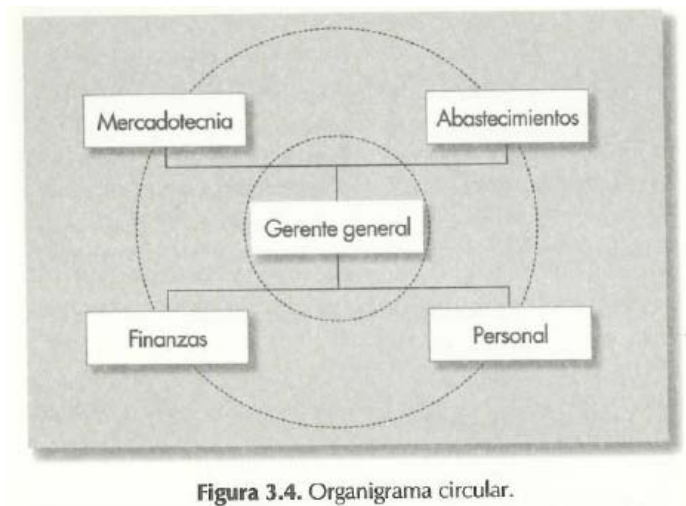 Mercadotecnia
Abastecimientos
Gerente general
Finanzas
Personal
Figura 3.4. Organigrama circular.